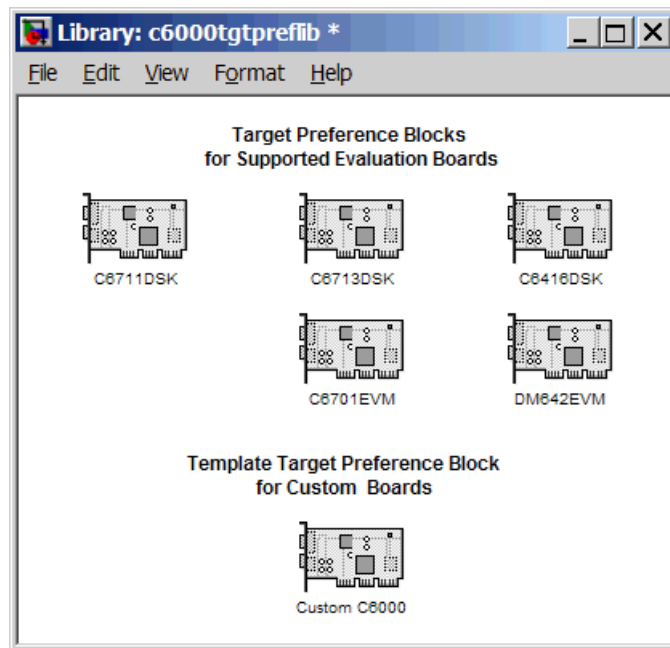 Library: c6000tgtpreflib *
File Edit View Format Help
Target Preference Blocks
for Supported Evaluation Boards
C6711DSK C6713DSK C6416DSK
C6701EVM DM642EVM
Template Target Preference Block
for Custom Boards
Custom C6000